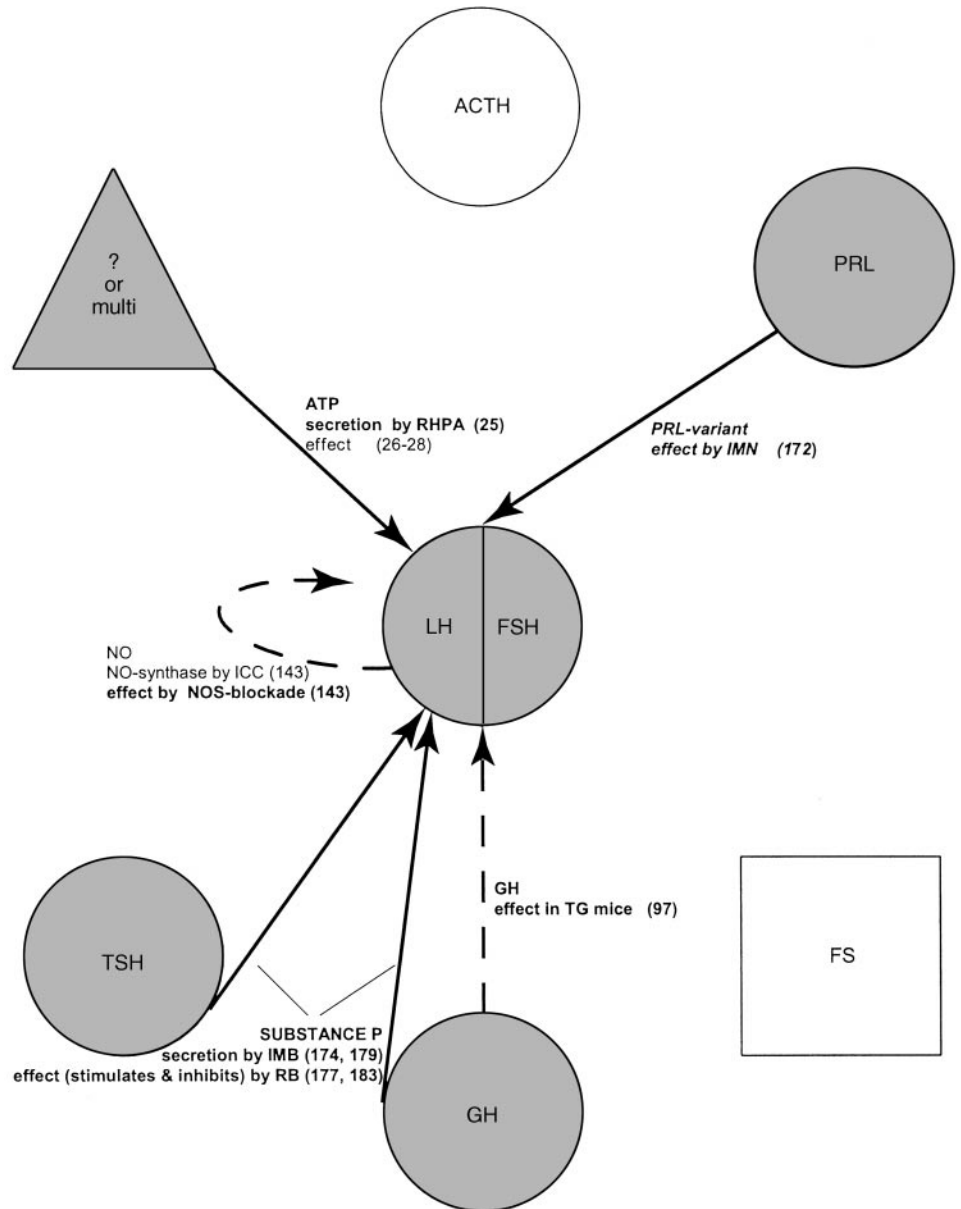 ACTH
?
or
multi
PRL
ATP
secretion by RHPA (25)
effect (26-28)
PRL-variant
effect by IMN (172)
LH
FSH
NO
NO-synthase by ICC (143)
effect by NOS-blockade (143)
GH
effect in TG mice (97)
TSH
FS
SUBSTANCE P
secretion by IMB (174, 179)
effect (stimulates & inhibits) by RB (177, 183)
GH